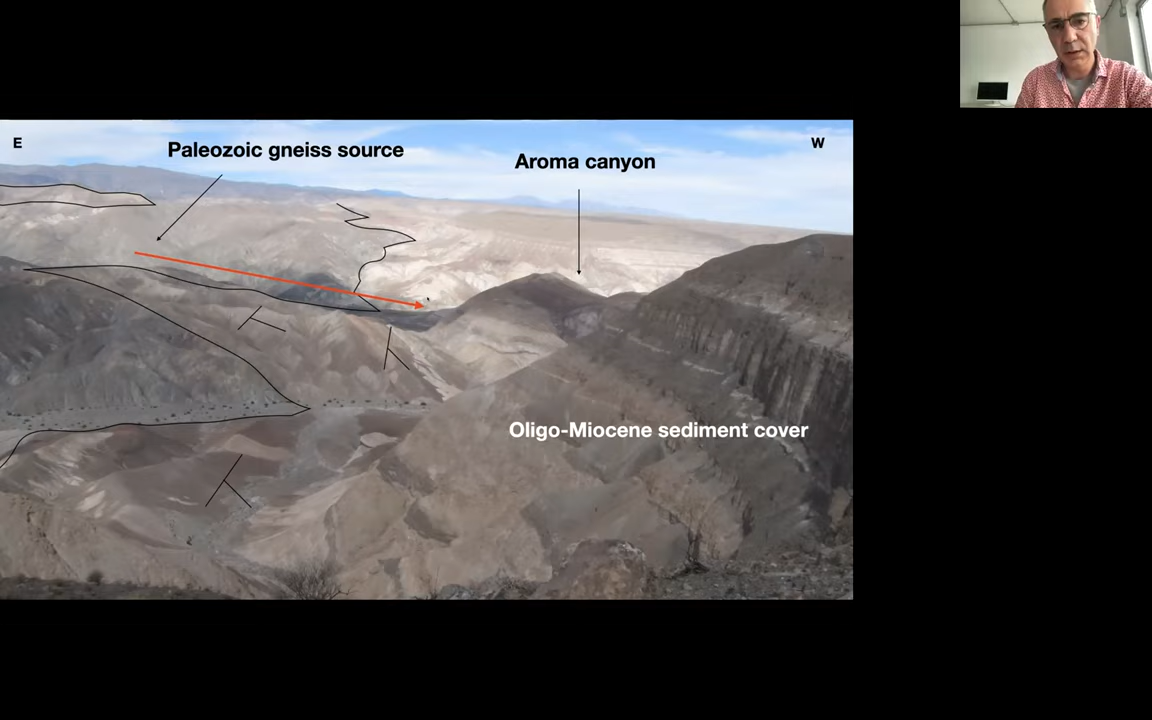 E
Paleozoic gneiss source
Aroma canyon
W
Oligo-Miocene sediment cover